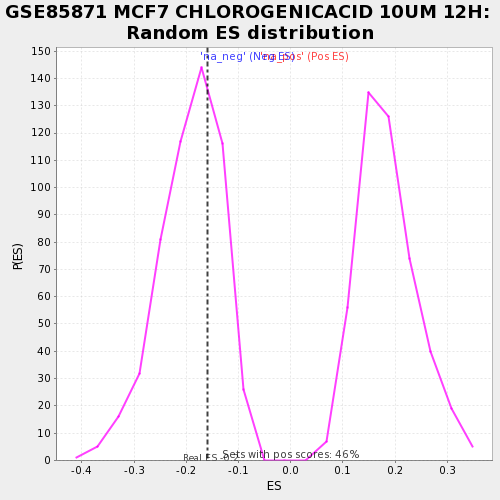 GSE85871 MCF7 CHLOROGENICACID 10UM 12H:
Random ES distribution
'na_neg' (Neg ES)
'na_pos' (Pos ES)
150
140
130
120
110
100
90
80
70
60
50
40
30
20
10
0
P(ES)
Real ES -0.
Sets with pos scores: 46%
-0.4 -0.3 -0.2 -0.1 0.0 0.1 0.2 0.3
ES